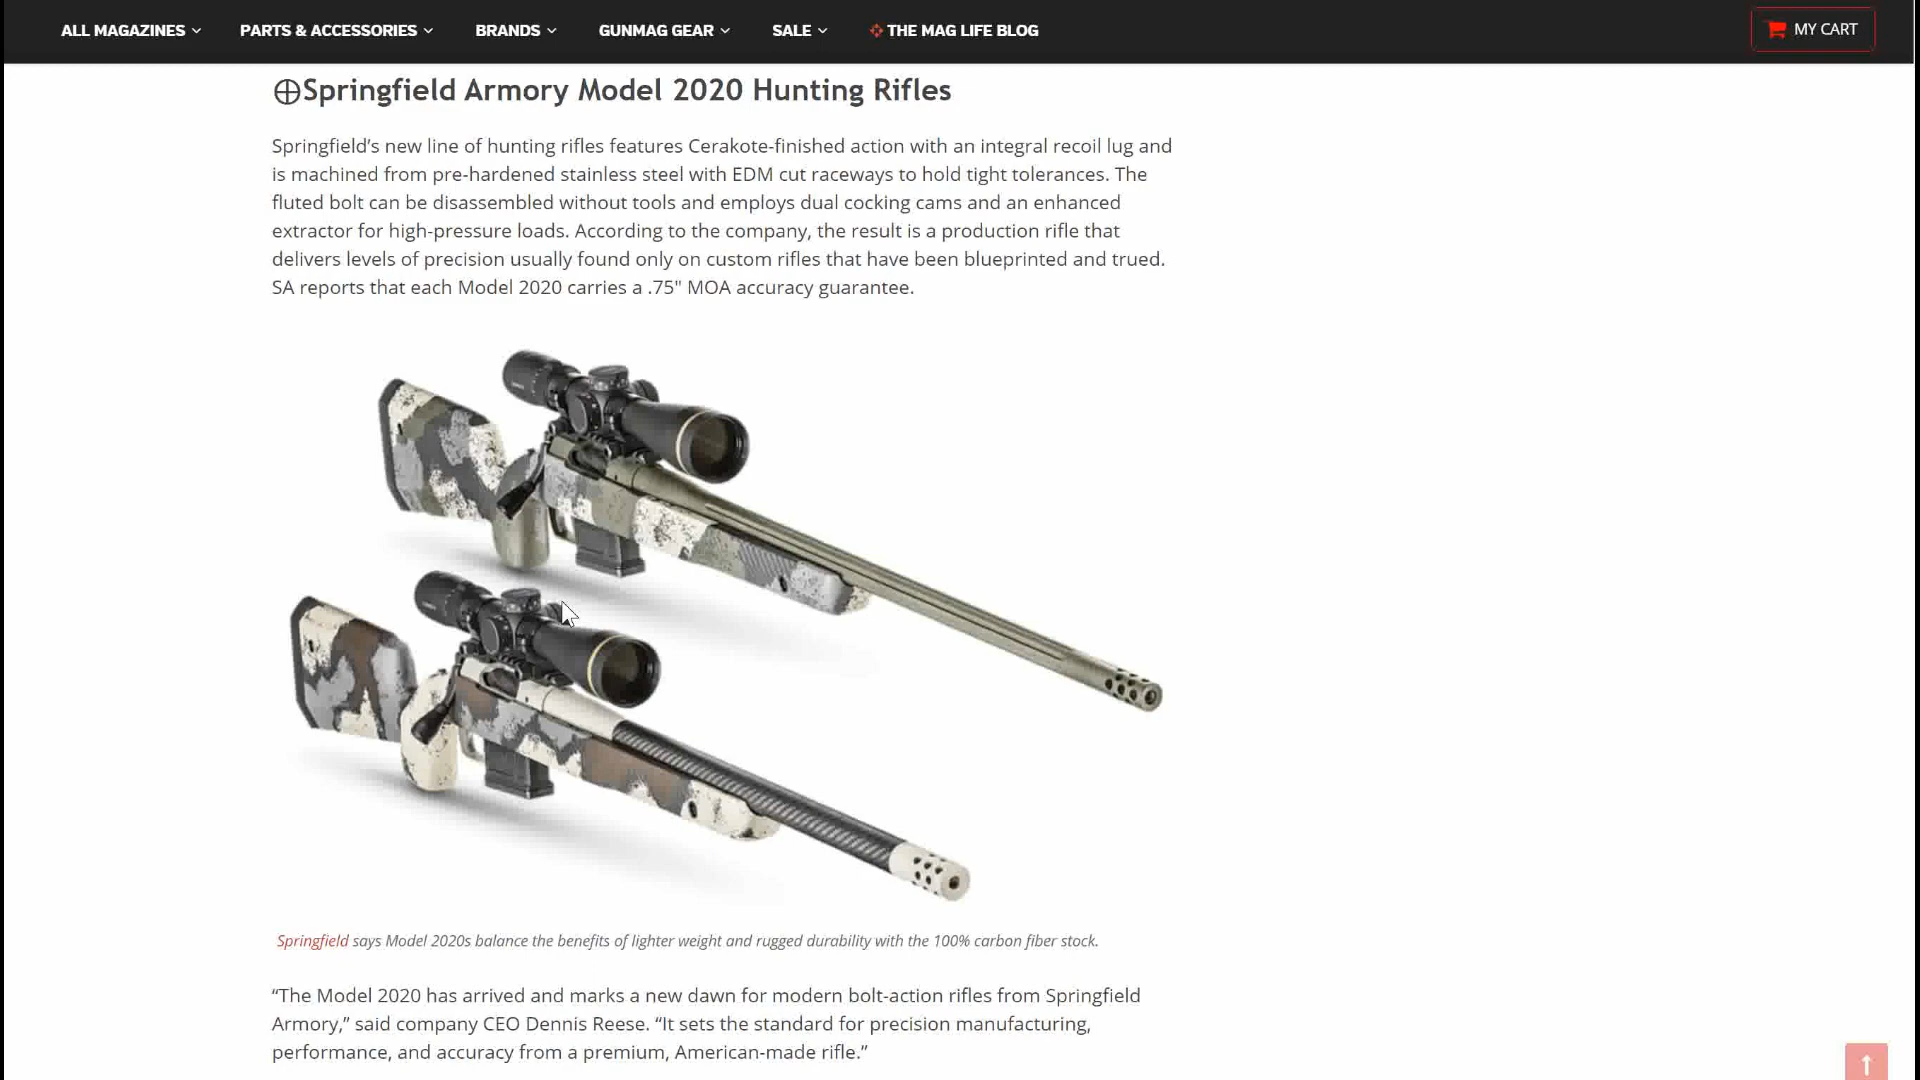 ALL MAGAZINES PARTS & ACCESSORIES BRANDS GUNMAG GEAR SALE THE MAG LIFE BLOG MY CART
Springfield Armory Model 2020 Hunting Rifles
Springfield’s new line of hunting rifles features Cerakote-finished action with an integral recoil lug and
is machined from pre-hardened stainless steel with EDM cut raceways to hold tight tolerances. The
fluted bolt can be disassembled without tools and employs dual cocking cams and an enhanced
extractor for high-pressure loads. According to the company, the result is a production rifle that
delivers levels of precision usually found only on custom rifles that have been blueprinted and trued.
SA reports that each Model 2020 carries a .75" MOA accuracy guarantee.
Springfield says Model 2020s balance the benefits of lighter weight and rugged durability with the 100% carbon fiber stock.
“The Model 2020 has arrived and marks a new dawn for modern bolt-action rifles from Springfield
Armory,” said company CEO Dennis Reese. “It sets the standard for precision manufacturing,
performance, and accuracy from a premium, American-made rifle.”